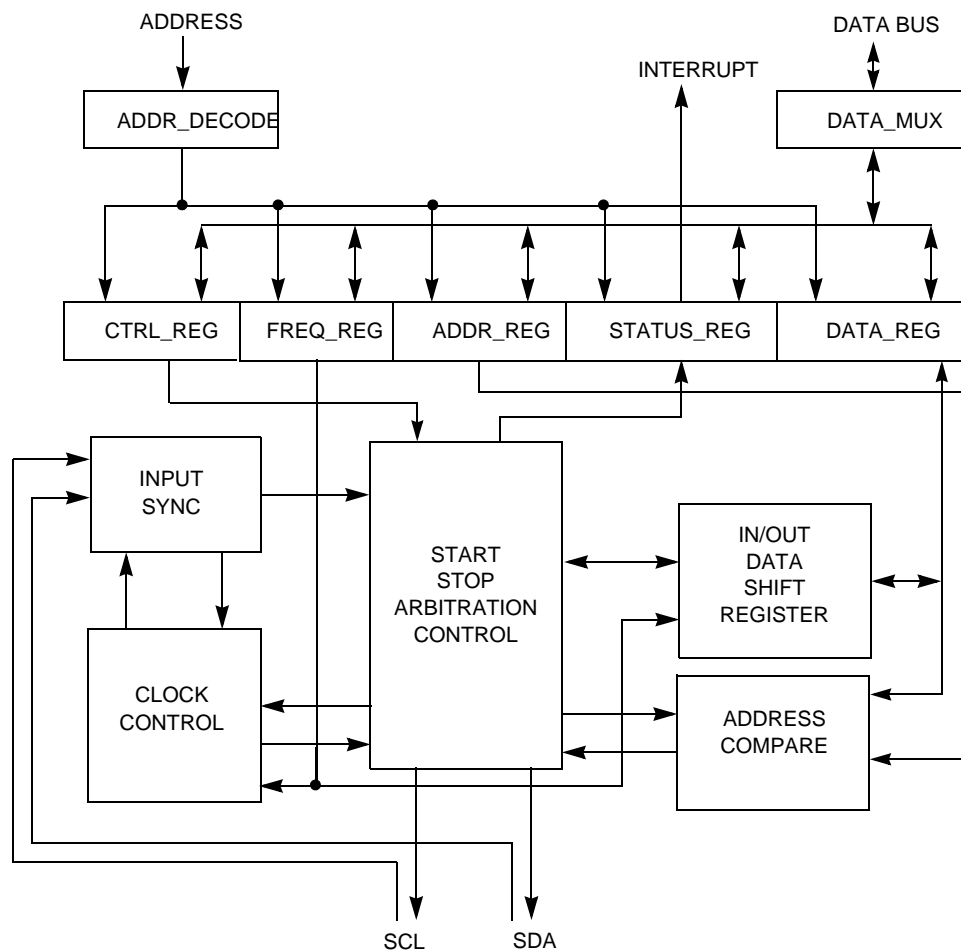 ADDRESS
DATA BUS
INTERRUPT
ADDR_DECODE
DATA_MUX
CTRL_REG
FREQ_REG
ADDR_REG
STATUS_REG
DATA_REG
INPUT
SYNC
START
STOP
ARBITRATION
CONTROL
IN/OUT
DATA
SHIFT
REGISTER
CLOCK
CONTROL
ADDRESS
COMPARE
SCL
SDA